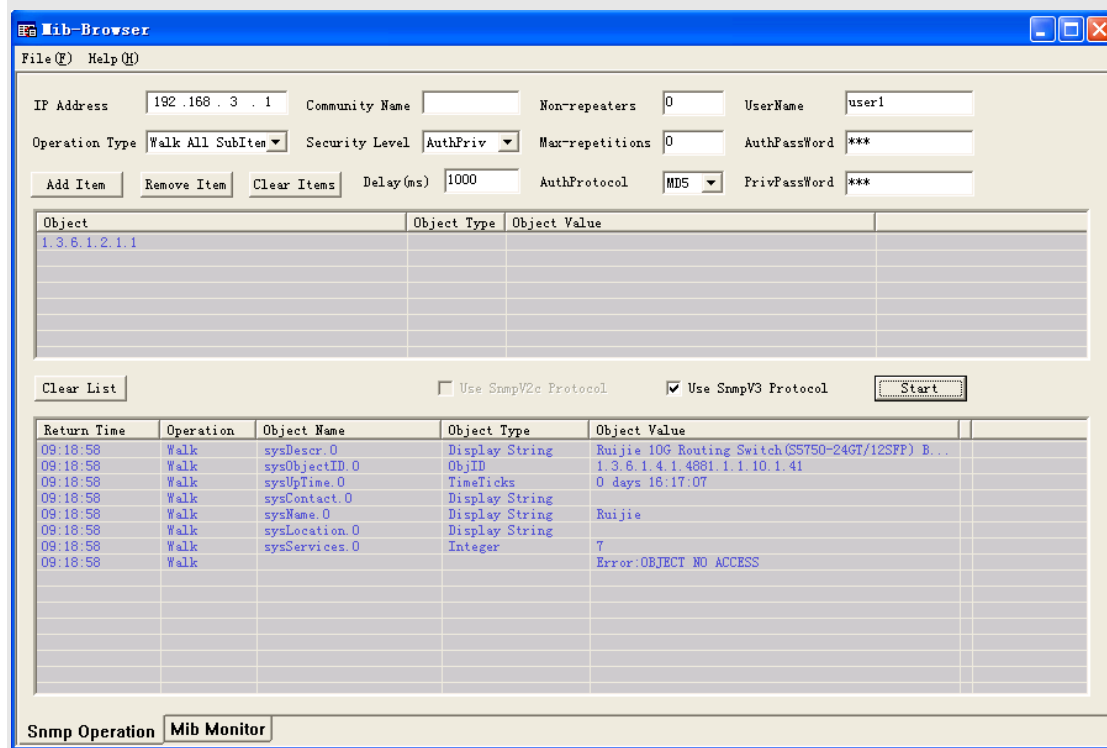 Mib-Browser
File(F) Help(H)
IP Address 192 .168 . 3 . 1 Community Name Non-repeaters 0 UserName user1
Operation Type Walk All SubItem Security Level AuthPriv Max-repetitions 0 AuthPassWord ***
Add Item Remove Item Clear Items Delay(ms) 1000 AuthProtocol MD5 PrivPassWord ***
Object Object Type Object Value
1.3.6.1.2.1.1
Clear List Use SnmpV2c Protocol Use SnmpV3 Protocol Start
Return Time Operation Object Name Object Type Object Value
09:18:58 Walk sysDescr.0 Display String Ruijie 10G Routing Switch(S5750-24GT/12SFP) B...
09:18:58 Walk sysObjectID.0 ObjID 1.3.6.1.4.1.4881.1.1.10.1.41
09:18:58 Walk sysUpTime.0 TimeTicks 0 days 16:17:07
09:18:58 Walk sysContact.0 Display String
09:18:58 Walk sysName.0 Display String Ruijie
09:18:58 Walk sysLocation.0 Display String
09:18:58 Walk sysServices.0 Integer 7
09:18:58 Walk Error:OBJECT NO ACCESS
Snmp Operation Mib Monitor